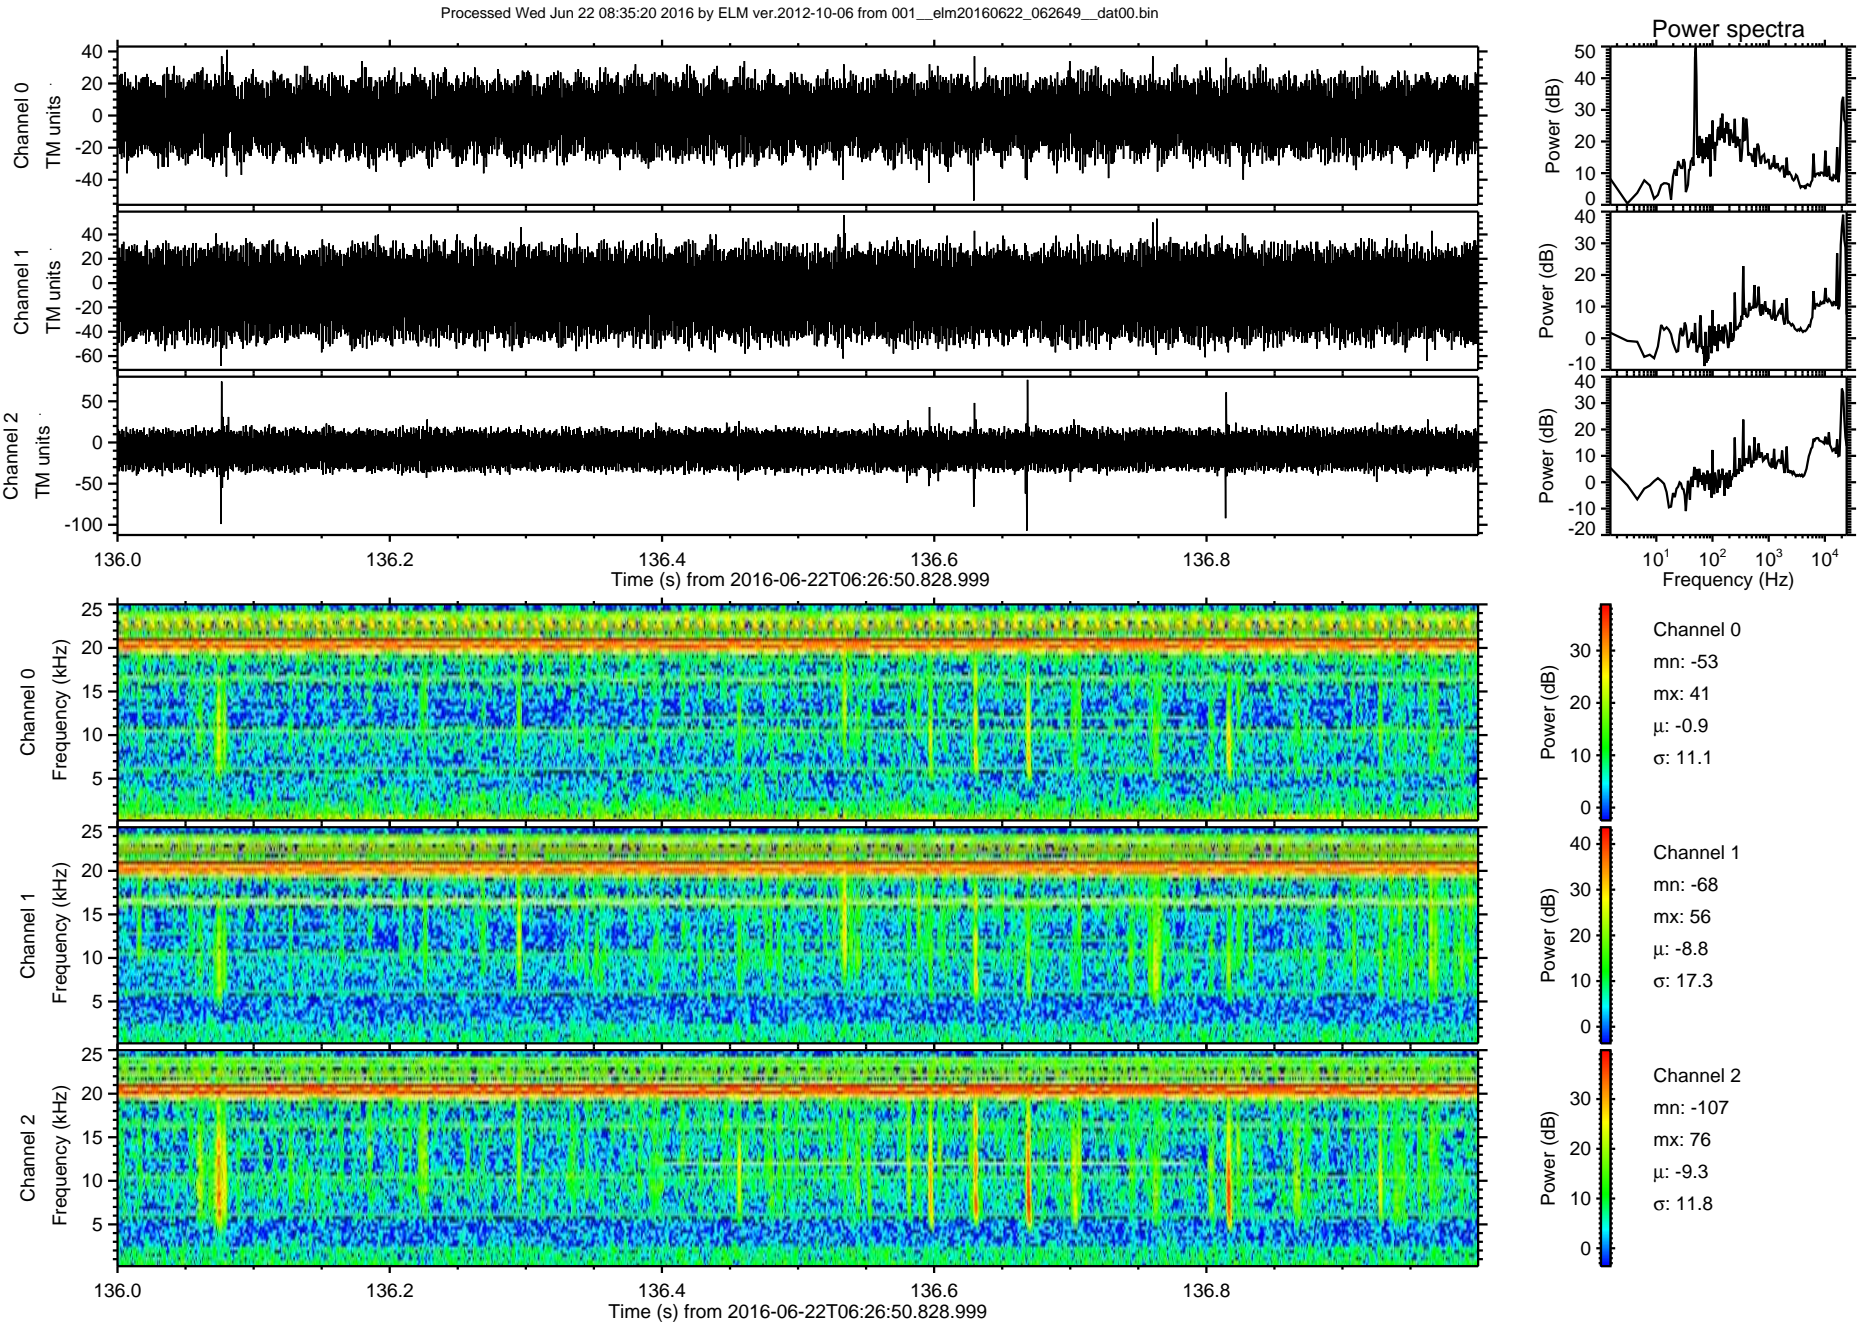 Processed Wed Jun 22 08:35:20 2016 by ELM ver.2012-10-06 from 001__elm20160622_062649__dat00.bin
Power spectra
Channel 0
TM units
40
20
0
-20
-40
Power (dB)
50
40
30
20
10
0
Channel 1
TM units
40
20
0
-20
-40
-60
Power (dB)
40
30
20
10
0
-10
Channel 2
TM units
50
0
-50
-100
Power (dB)
40
30
20
10
0
-10
-20
136.0 136.2 136.4 136.6 136.8
Time (s) from 2016-06-22T06:26:50.828.999
10¹ 10² 10³ 10⁴
Frequency (Hz)
Channel 0
Frequency (kHz)
25
20
15
10
5
Power (dB)
30
20
10
0
Channel 0
mn: -53
mx: 41
μ: -0.9
σ: 11.1
Channel 1
Frequency (kHz)
25
20
15
10
5
Power (dB)
40
30
20
10
0
Channel 1
mn: -68
mx: 56
μ: -8.8
σ: 17.3
Channel 2
Frequency (kHz)
25
20
15
10
5
Power (dB)
30
20
10
0
Channel 2
mn: -107
mx: 76
μ: -9.3
σ: 11.8
136.0 136.2 136.4 136.6 136.8
Time (s) from 2016-06-22T06:26:50.828.999